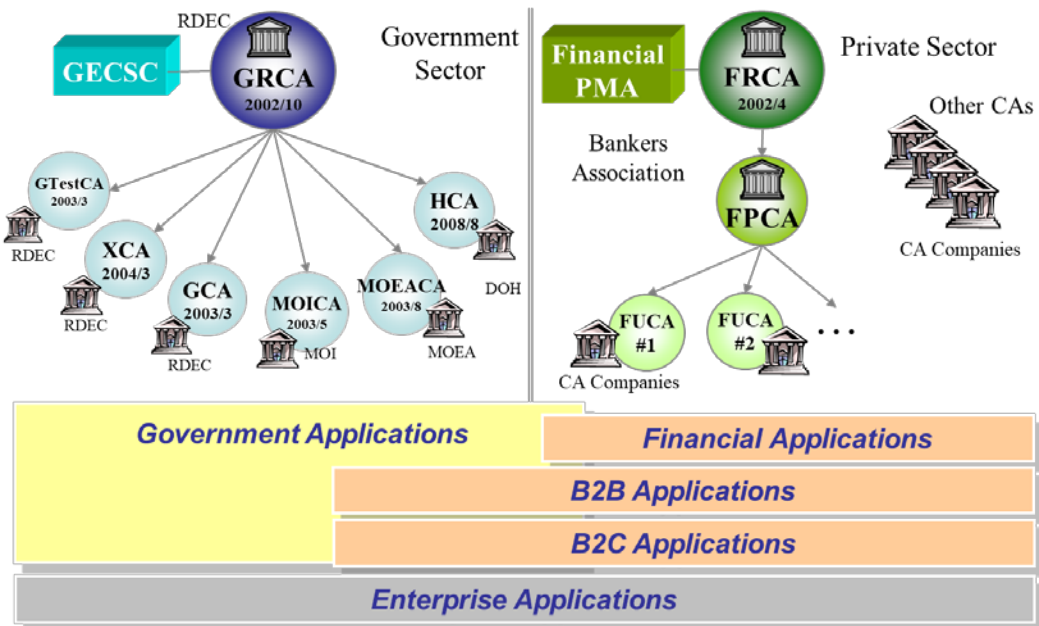 RDEC
GECSC
GRCA
2002/10
Government
Sector
Financial
PMA
FRCA
2002/4
Private Sector
Other CAs
CA Companies
Bankers
Association
FPCA
GTestCA
2003/3
RDEC
XCA
2004/3
RDEC
GCA
2003/3
RDEC
MOICA
2003/5
MOI
MOEACA
2003/8
MOEA
HCA
2008/8
DOH
FUCA
#1
CA Companies
FUCA
#2
...
Government Applications
Financial Applications
B2B Applications
B2C Applications
Enterprise Applications